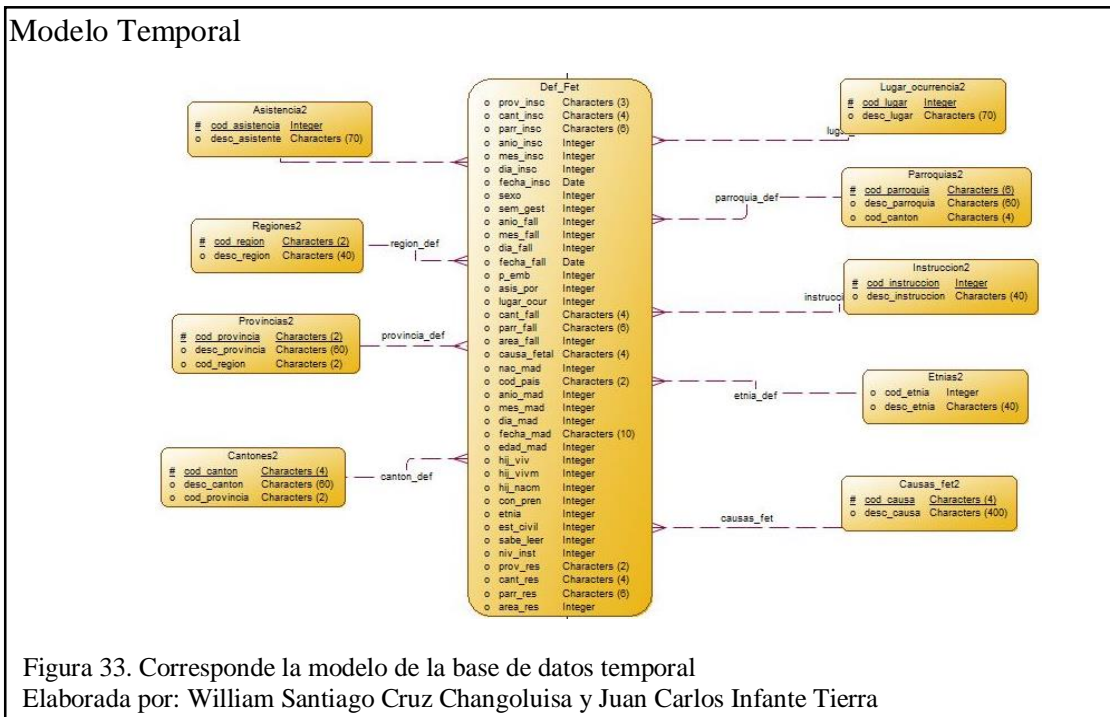 Modelo Temporal
Def_Fet
prov_insc Characters (3)
cant_insc Characters (4)
parr_insc Characters (6)
anio_insc Integer
mes_insc Integer
dia_insc Integer
fecha_insc Date
sexo Integer
sem_gest Integer
anio_fall Integer
mes_fall Integer
dia_fall Integer
fecha_fall Date
p_emb Integer
asis_por Integer
lugar_ocur Integer
cant_fall Characters (4)
parr_fall Characters (6)
area_fall Integer
causa_fetal Characters (4)
nac_mad Integer
cod_pais Characters (2)
anio_mad Integer
mes_mad Integer
dia_mad Integer
fecha_mad Characters (10)
edad_mad Integer
hij_viv Integer
hij_vivm Integer
hij_nacm Integer
con_pren Integer
etnia Integer
est_civil Integer
sabe_leer Integer
niv_inst Integer
prov_res Characters (2)
cant_res Characters (4)
parr_res Characters (6)
area_res Integer
Asistencia2
# cod_asistencia Integer
desc_asistente Characters (70)
Regiones2
# cod_region Characters (2)
desc_region Characters (40)
region_def
Provincias2
# cod_provincia Characters (2)
desc_provincia Characters (60)
cod_region Characters (2)
provincia_def
Cantones2
# cod_canton Characters (4)
desc_canton Characters (60)
cod_provincia Characters (2)
canton_def
Lugar_ocurrencia2
# cod_lugar Integer
desc_lugar Characters (70)
Parroquias2
# cod_parroquia Characters (6)
desc_parroquia Characters (60)
cod_canton Characters (4)
parroquia_def
Instruccion2
# cod_instruccion Integer
desc_instruccion Characters (40)
Etnias2
cod_etnia Integer
desc_etnia Characters (40)
etnia_def
Causas_fet2
# cod_causa Characters (4)
desc_causa Characters (400)
causas_fet
Figura 33. Corresponde la modelo de la base de datos temporal
Elaborada por: William Santiago Cruz Changoluisa y Juan Carlos Infante Tierra